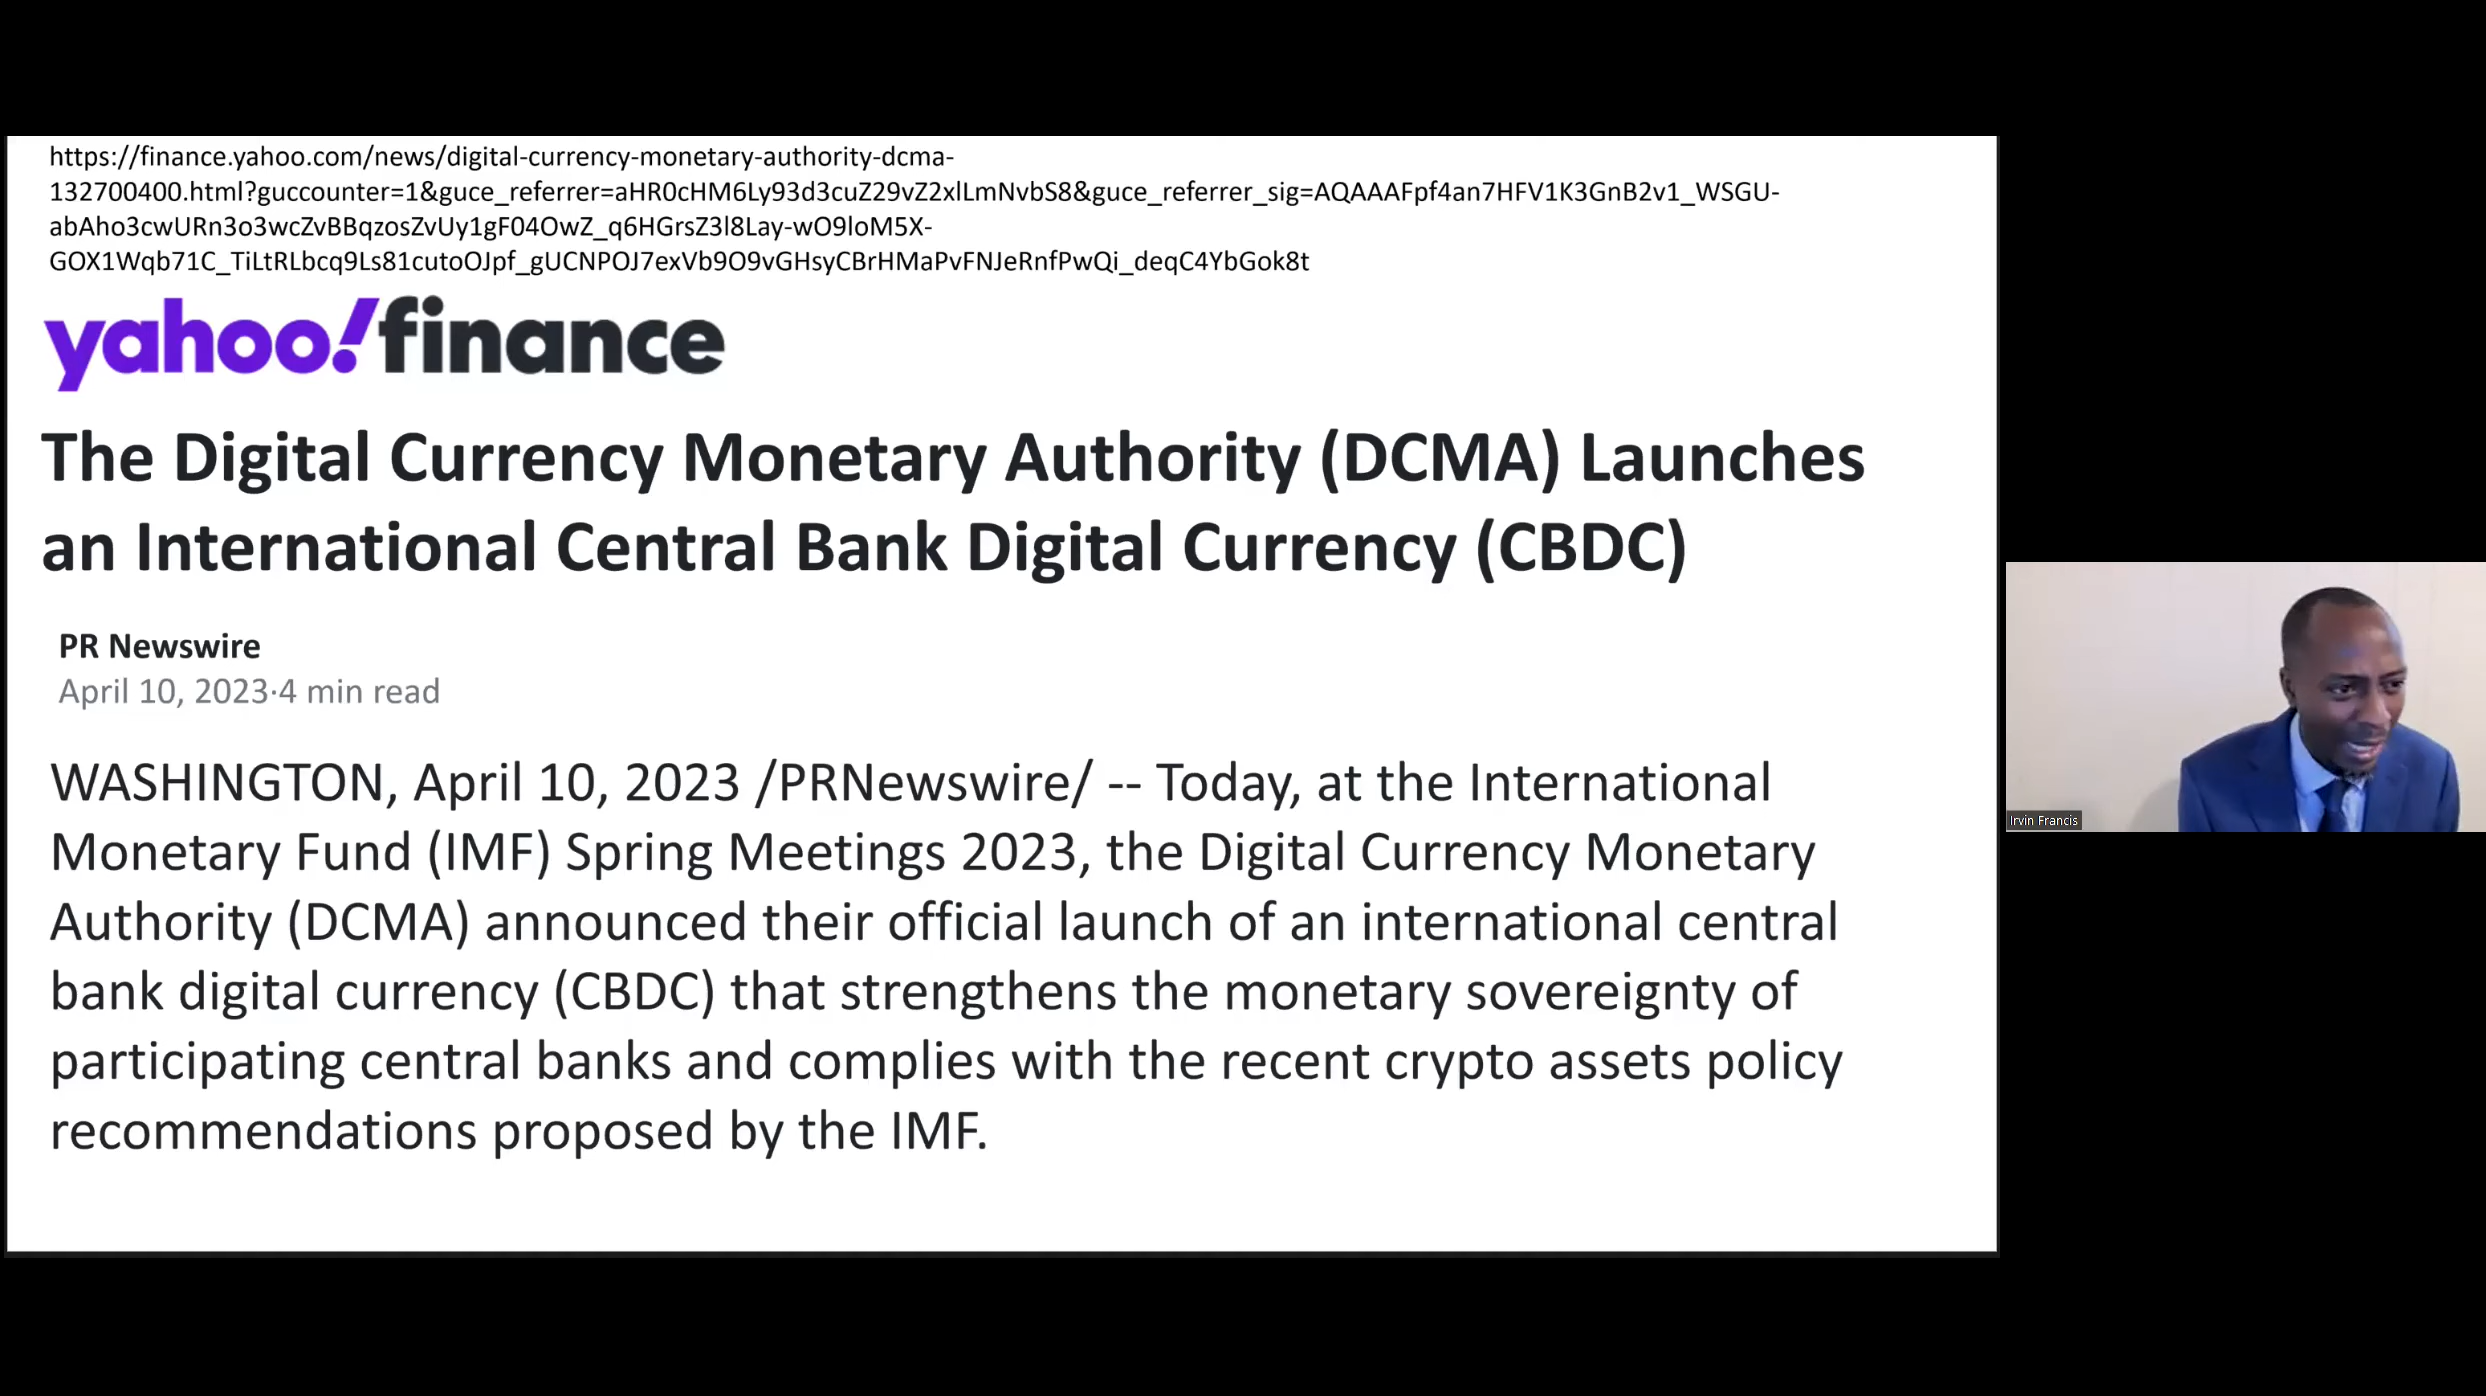 https://finance.yahoo.com/news/digital-currency-monetary-authority-dcma-
132700400.html?guccounter=1&guce_referrer=aHR0cHM6Ly93d3cuZ29vZ2xlLmNvbS8&guce_referrer_sig=AQAAAFpf4an7HFV1K3GnB2v1_WSGU-
abAho3cwURn3o3wcZvBBqzosZvUy1gF04OwZ_q6HGrsZ3l8Lay-wO9loM5X-
GOX1Wqb71C_TiLtRLbcq9Ls81cutoOJpf_gUCNPOJ7exVb9O9vGHsyCBrHMaPvFNJeRnfPwQi_deqC4YbGok8t
yahoo!finance
The Digital Currency Monetary Authority (DCMA) Launches
an International Central Bank Digital Currency (CBDC)
PR Newswire
April 10, 2023·4 min read
WASHINGTON, April 10, 2023 /PRNewswire/ -- Today, at the International
Monetary Fund (IMF) Spring Meetings 2023, the Digital Currency Monetary
Authority (DCMA) announced their official launch of an international central
bank digital currency (CBDC) that strengthens the monetary sovereignty of
participating central banks and complies with the recent crypto assets policy
recommendations proposed by the IMF.
Irvin Francis